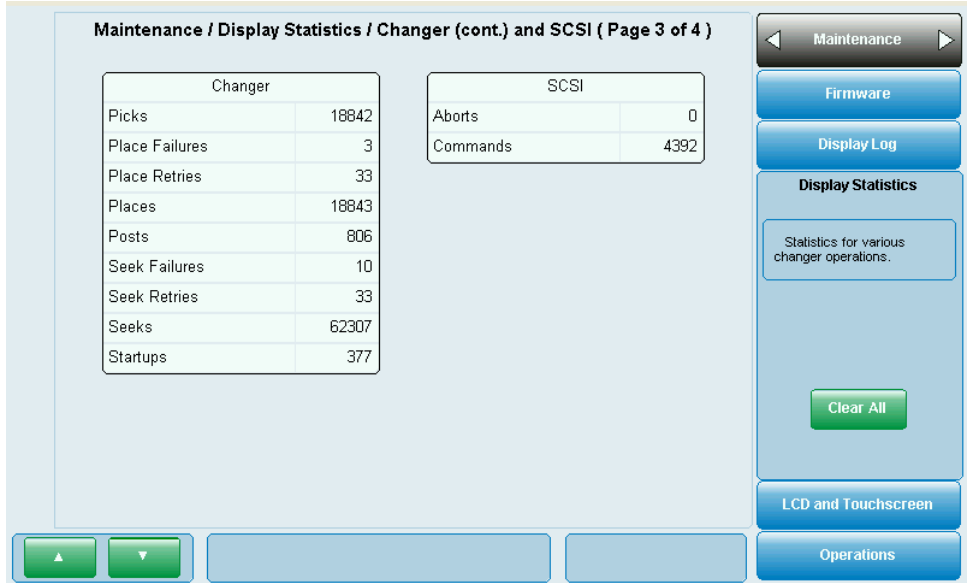 Maintenance / Display Statistics / Changer (cont.) and SCSI ( Page 3 of 4 )
Changer
Picks 18842
Place Failures 3
Place Retries 33
Places 18843
Posts 806
Seek Failures 10
Seek Retries 33
Seeks 62307
Startups 377
SCSI
Aborts 0
Commands 4392
Maintenance
Firmware
Display Log
Display Statistics
Statistics for various
changer operations.
Clear All
LCD and Touchscreen
Operations